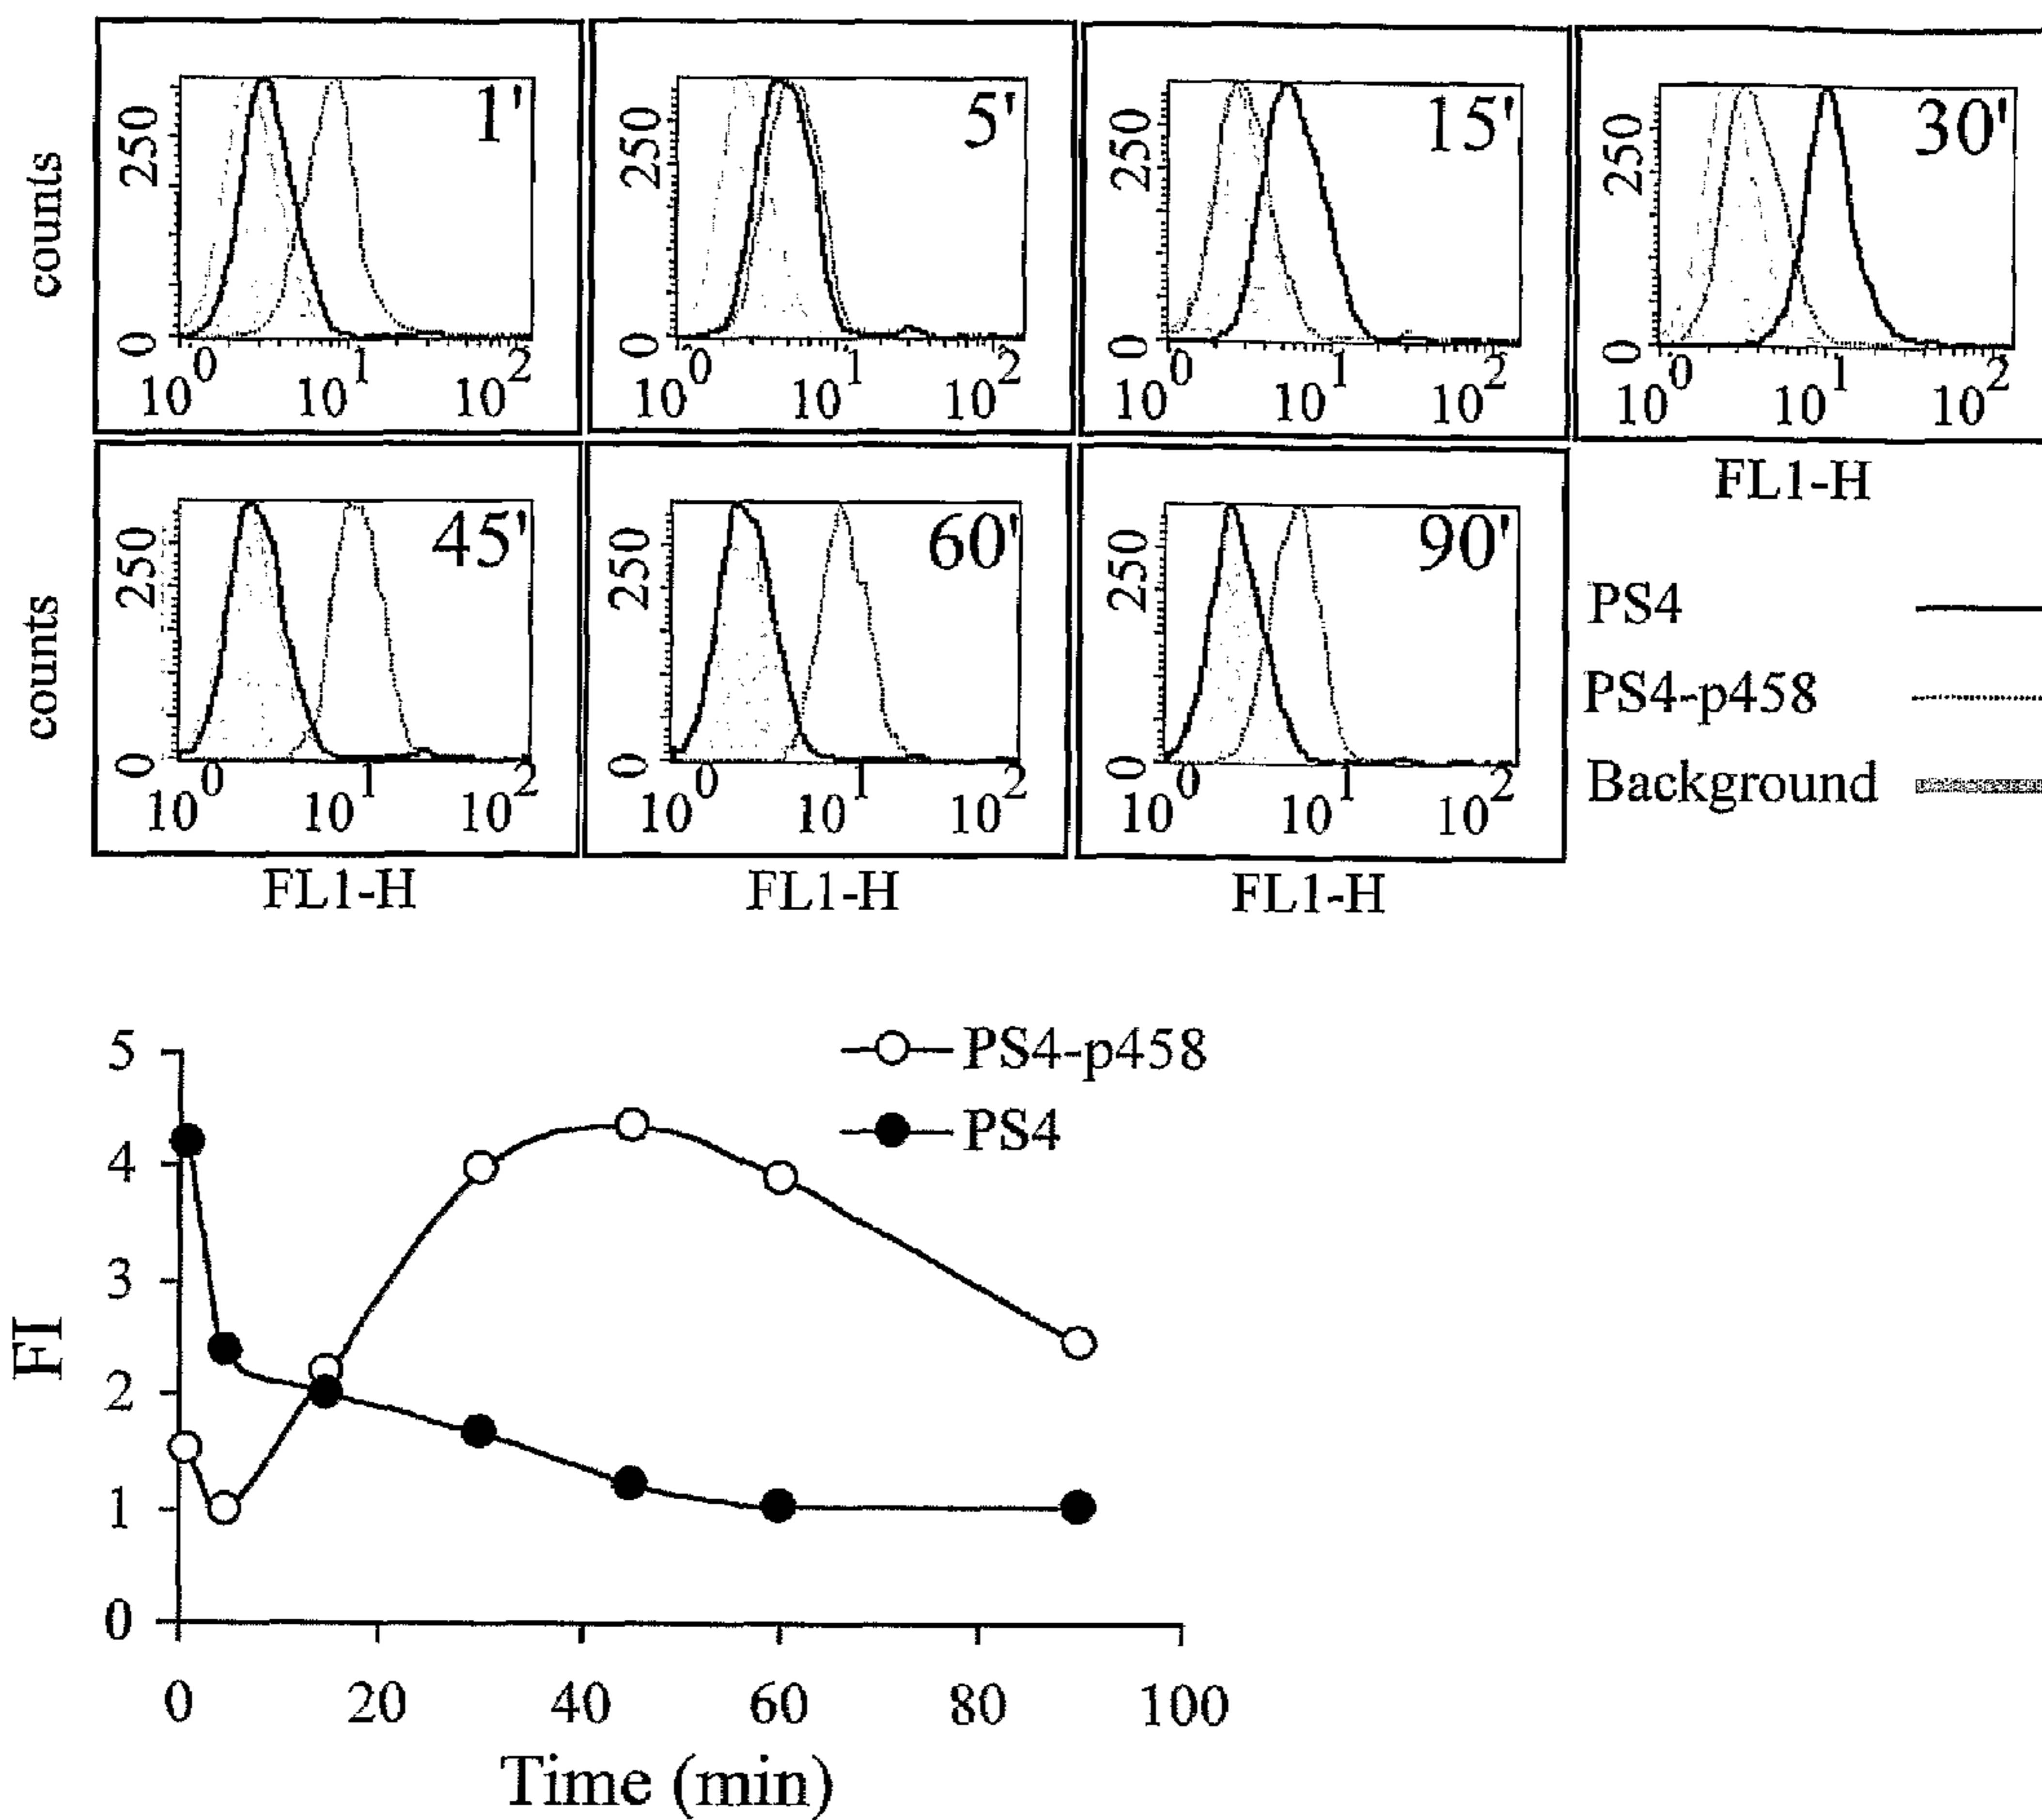 counts
250
0
1'
10^0 10^1 10^2
250
0
5'
10^0 10^1 10^2
250
0
15'
10^0 10^1 10^2
250
0
30'
10^0 10^1 10^2
FL1-H
counts
250
0
45'
10^0 10^1 10^2
FL1-H
250
0
60'
10^0 10^1 10^2
FL1-H
250
0
90'
10^0 10^1 10^2
FL1-H
PS4
PS4-p458
Background
PS4-p458
PS4
FI
5
4
3
2
1
0
0 20 40 60 80 100
Time (min)